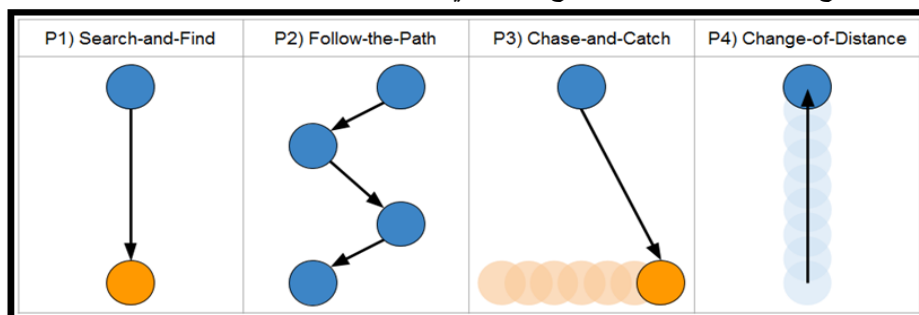 P1) Search-and-Find
P2) Follow-the-Path
P3) Chase-and-Catch
P4) Change-of-Distance